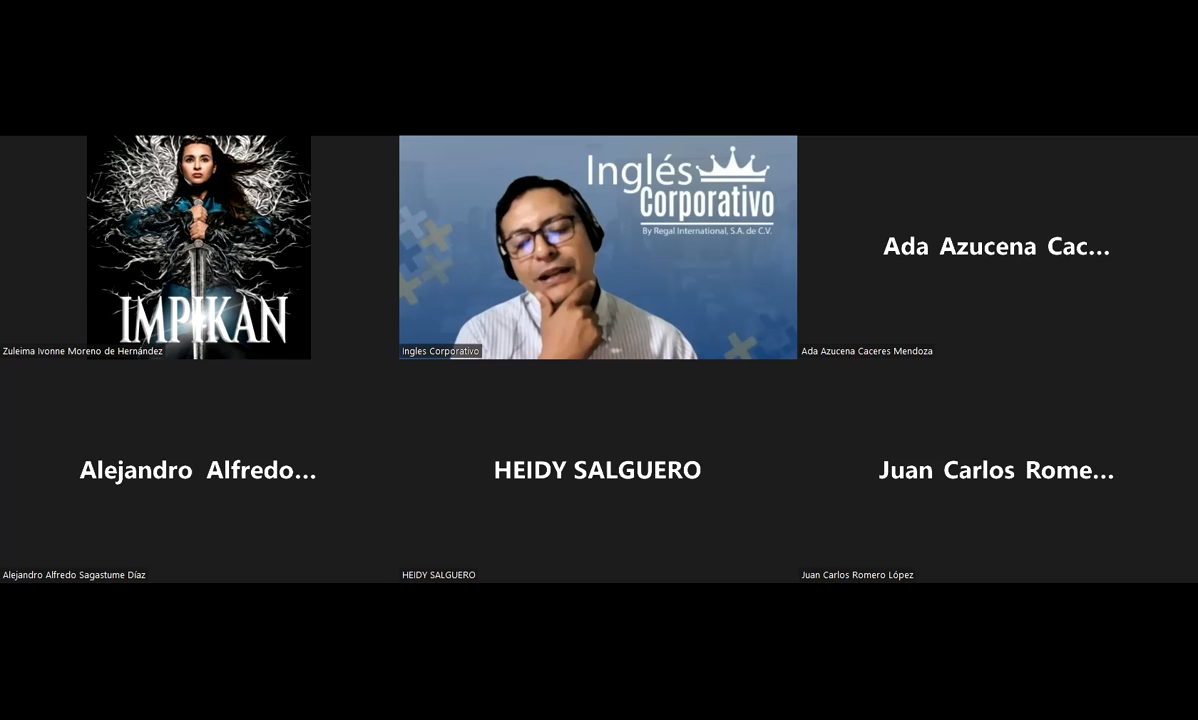 IMPIKAN
Zuleima Ivonne Moreno de Hernández
Inglés
Corporativo
By Regal International, S.A. de C.V.
Ingles Corporativo
Ada Azucena Cac...
Ada Azucena Caceres Mendoza
Alejandro Alfredo...
Alejandro Alfredo Sagastume Díaz
HEIDY SALGUERO
HEIDY SALGUERO
Juan Carlos Rome...
Juan Carlos Romero López